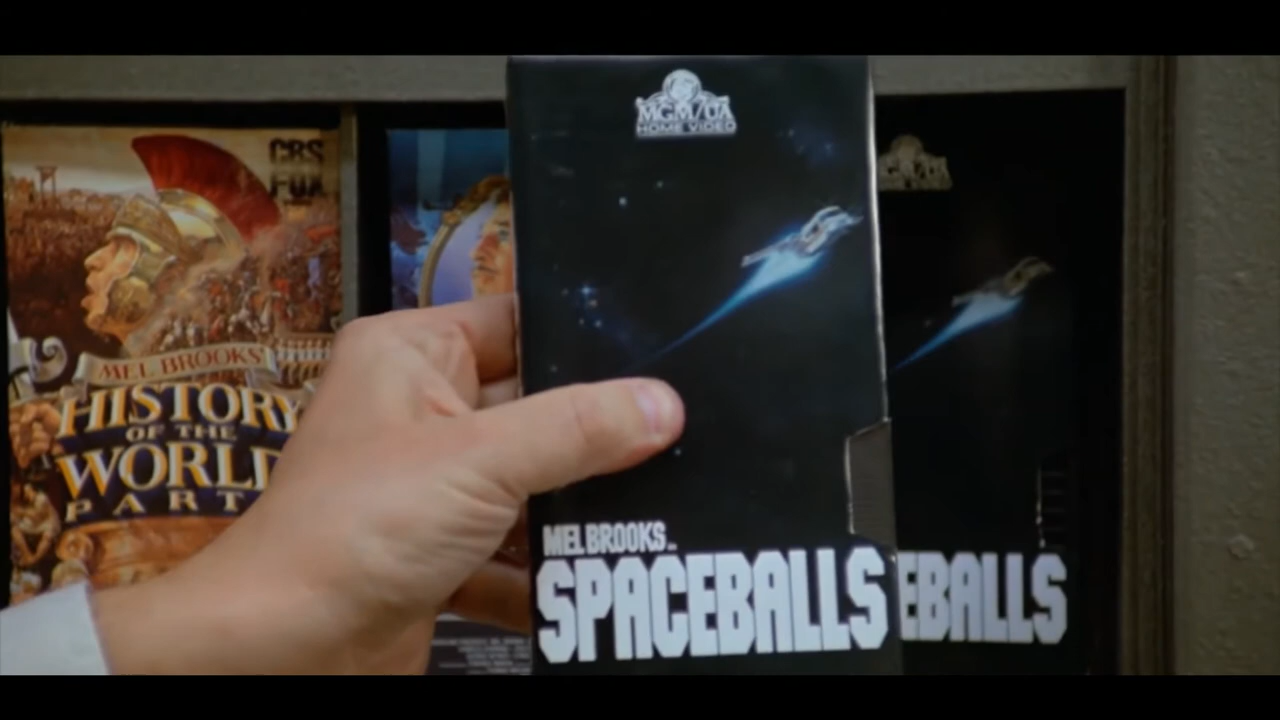 CBS
FOX
MEL BROOKS'
HISTORY
OF THE
WORLD
PART
MGM/UA
HOME VIDEO
MEL BROOKS
SPACEBALLS
EBALLS